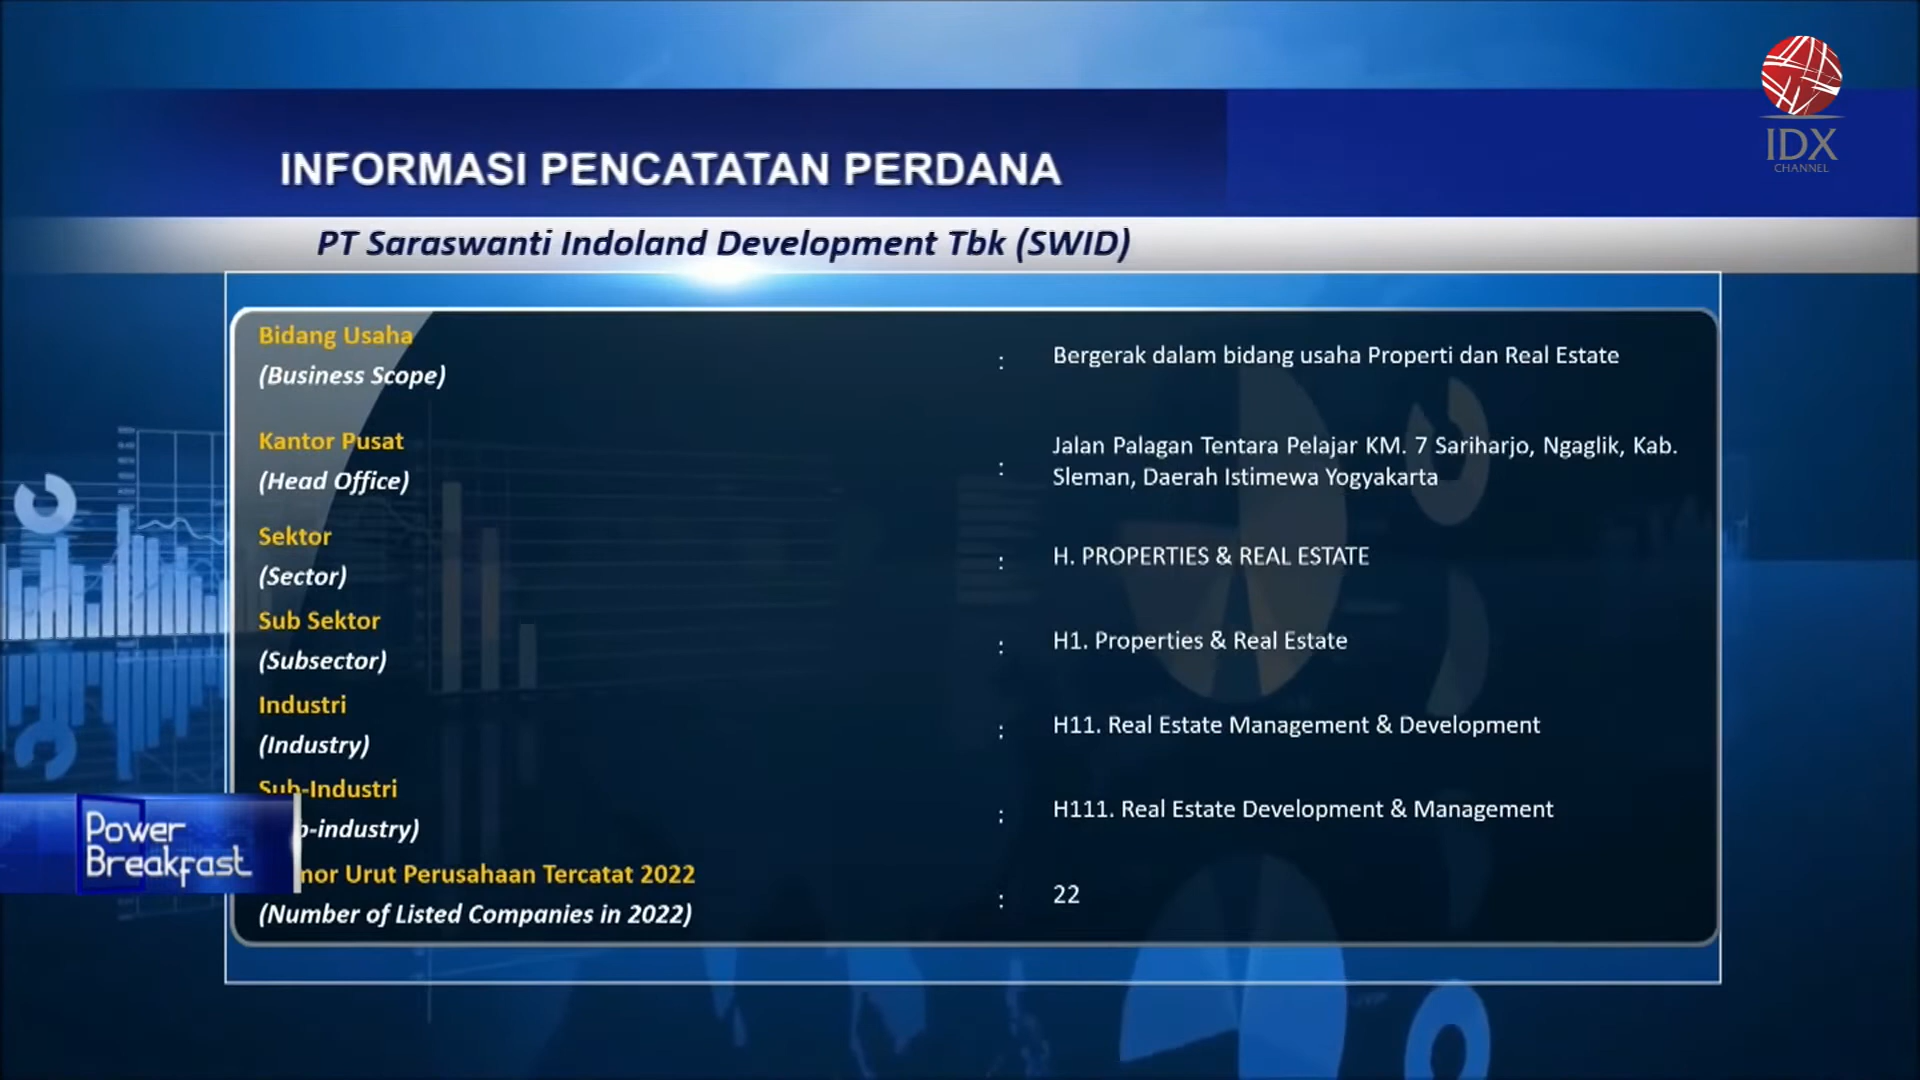 IDX
CHANNEL
INFORMASI PENCATATAN PERDANA
PT Saraswanti Indoland Development Tbk (SWID)
Bidang Usaha
(Business Scope)
: Bergerak dalam bidang usaha Properti dan Real Estate
Kantor Pusat
(Head Office)
: Jalan Palagan Tentara Pelajar KM. 7 Sariharjo, Ngaglik, Kab.
Sleman, Daerah Istimewa Yogyakarta
Sektor
(Sector)
: H. PROPERTIES & REAL ESTATE
Sub Sektor
(Subsector)
: H1. Properties & Real Estate
Industri
(Industry)
: H11. Real Estate Management & Development
Sub-Industri
-industry)
: H111. Real Estate Development & Management
Urut Perusahaan Tercatat 2022
(Number of Listed Companies in 2022)
: 22
Power
Breakfast